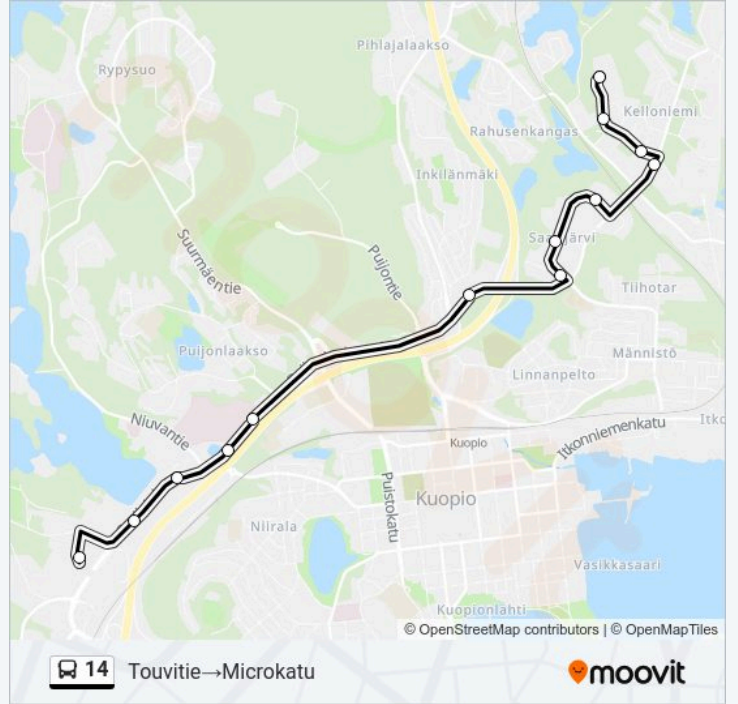 Pihlajalaakso
Rypysuo
Kelloniemi
Rahusenkangas
Inkilänmäki
Suurmäentie
Puijontie
Tiihotar
Puijonlaakso
Männistö
Linnanpelto
Niuvantie
Itkonniemenkatu
Kuopio
Puistokatu
Kuopio
Niirala
Vasikkasaari
Kuopionlahti
© OpenStreetMap contributors | © OpenMapTiles
14 Touvitie→Microkatu
moovit